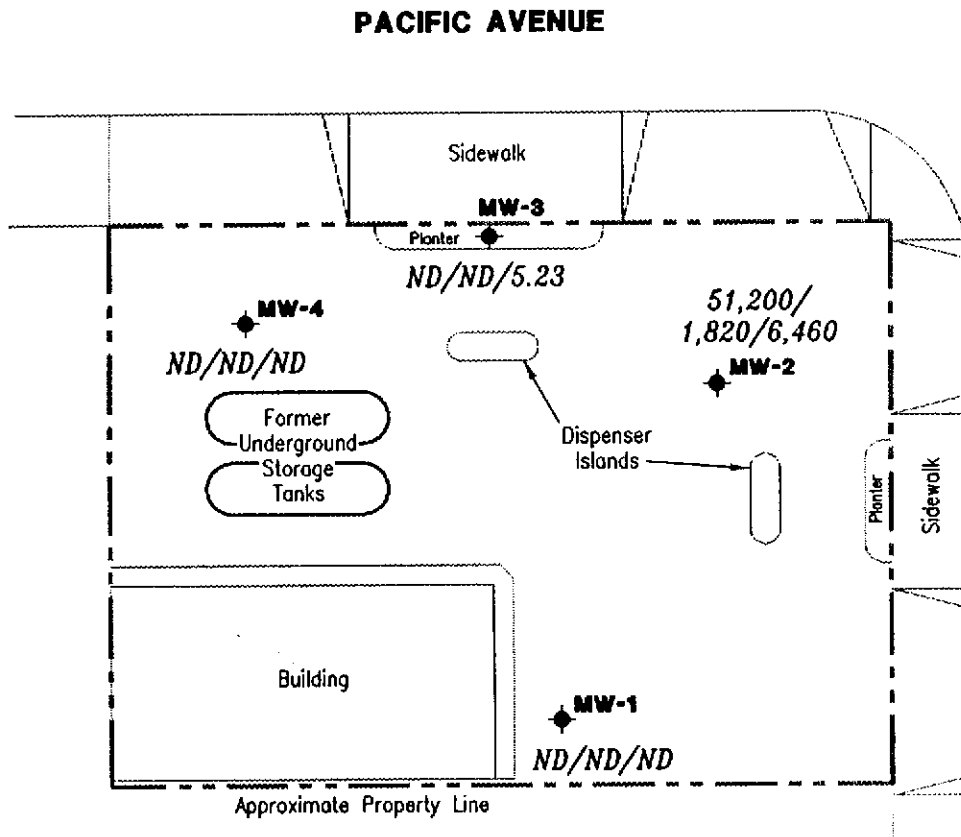 PACIFIC AVENUE
Sidewalk
MW-3
Planter
ND/ND/5.23
MW-4
ND/ND/ND
51,200/
1,820/6,460
MW-2
Former
Underground
Storage
Tanks
Dispenser
Islands
Planter
Sidewalk
Building
MW-1
ND/ND/ND
Approximate Property Line